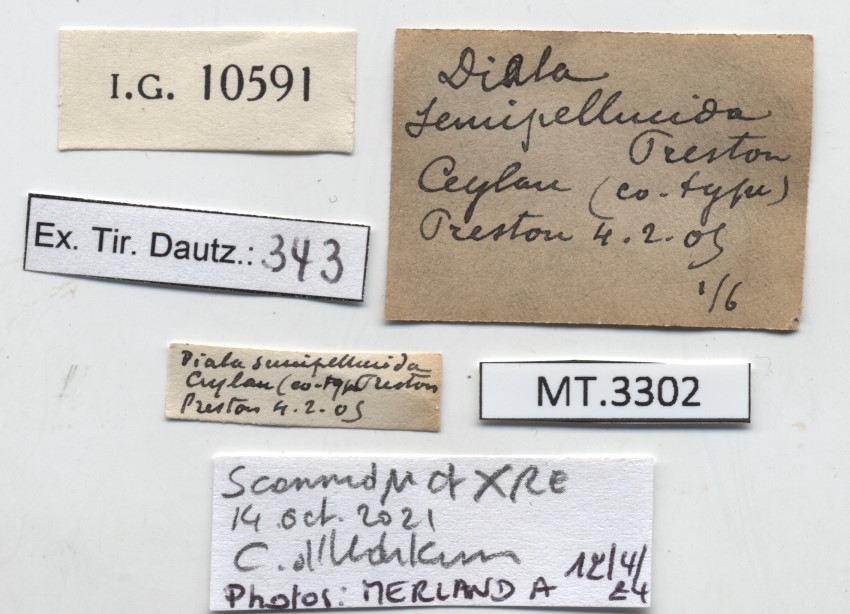 I.G. 10591
Diala
semipellucida
Preston
Ceylan (co-type)
Preston 4.2.05
1/6
Ex. Tir. Dautz.: 343
Diala semipellucida
Ceylan (co-type Preston
Preston 4.2.05
MT.3302
Scanned µct XRE
14 oct. 2021
Photos: MERLAND A 12/4/
24